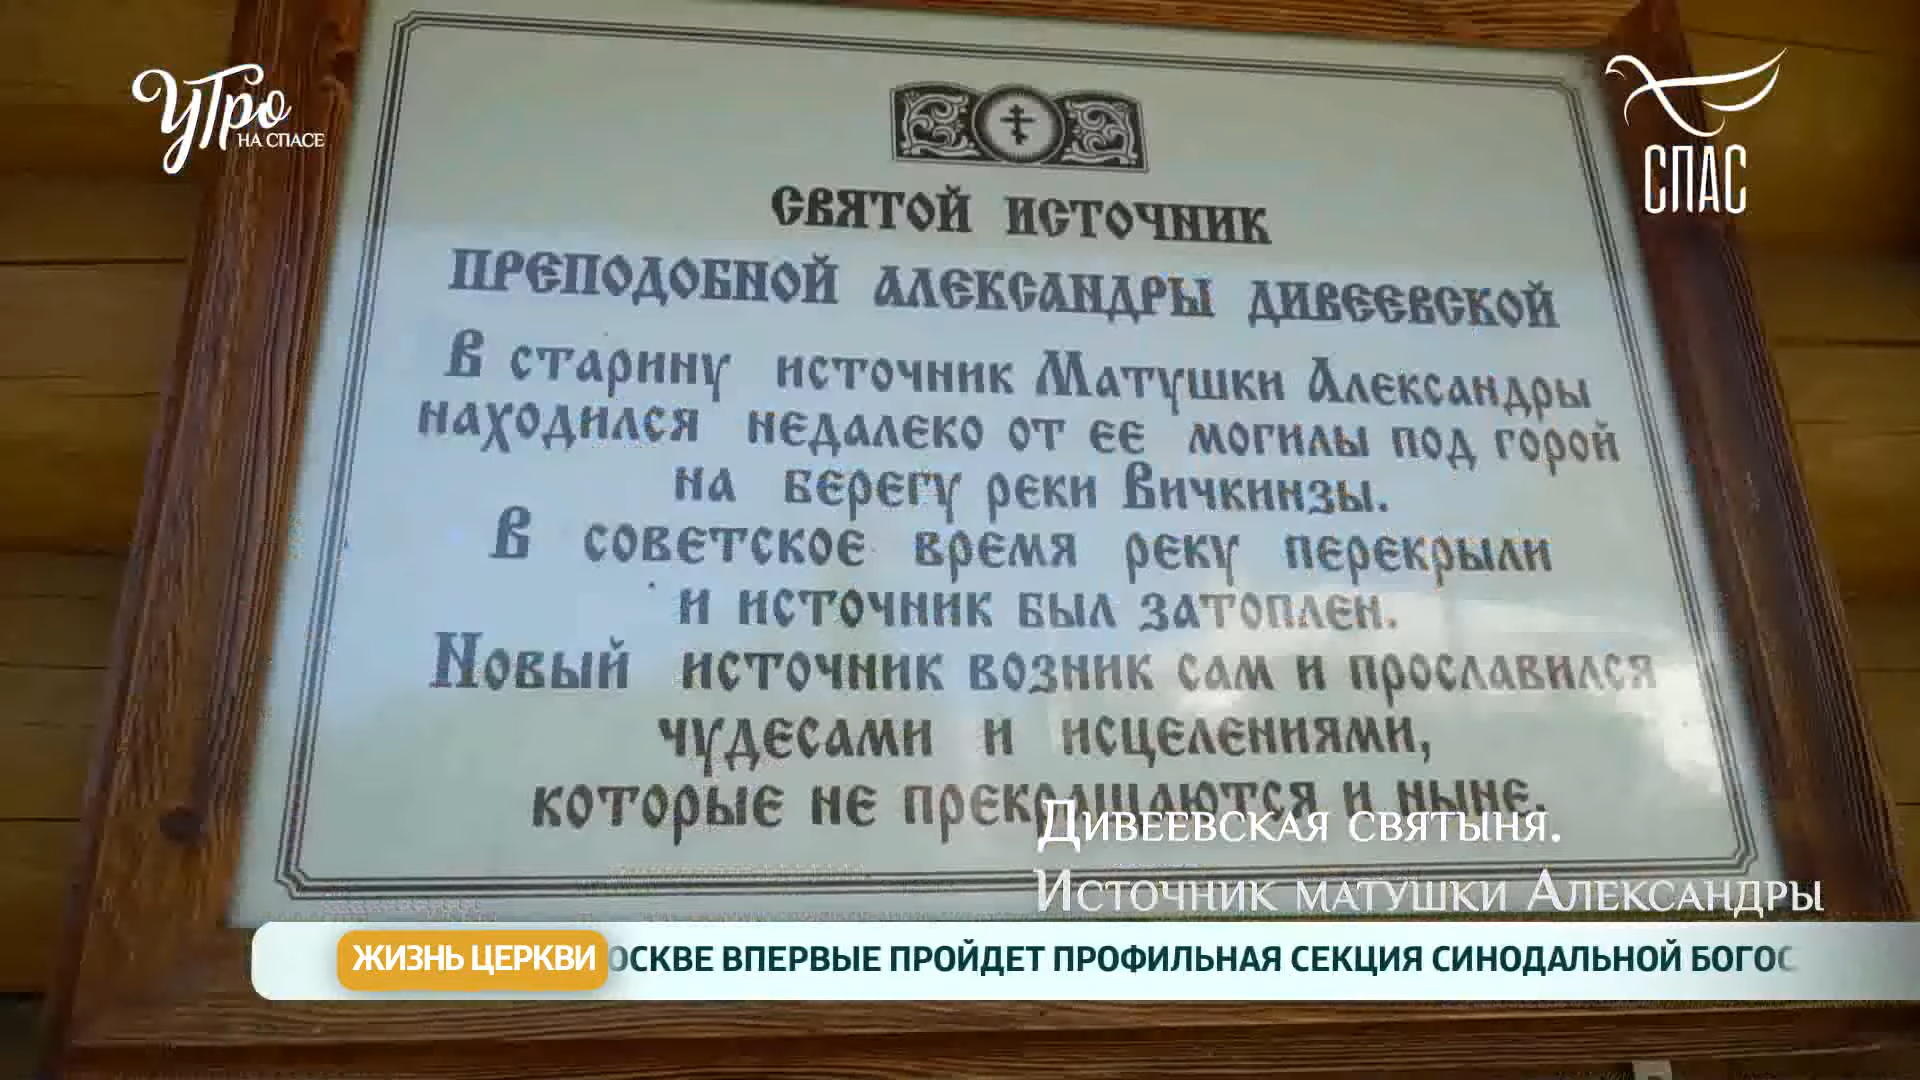 Утро
НА СПАСЕ
СПАС
СВЯТОЙ ИСТОЧНИК
ПРЕПОДОБНОЙ АЛЕКСАНДРЫ ДИВЕЕВСКОЙ
В старину источник Матушки Александры
находился недалеко от ее могилы под горой
на берегу реки Вичкинзы.
В советское время реку перекрыли
и источник был затоплен.
Новый источник возник сам и прославился
чудесами и исцелениями,
которые не прекращаются и ныне.
Дивеевская святыня.
Источник матушки Александры
ЖИЗНЬ ЦЕРКВИ ОСКВЕ ВПЕРВЫЕ ПРОЙДЕТ ПРОФИЛЬНАЯ СЕКЦИЯ СИНОДАЛЬНОЙ БОГОС